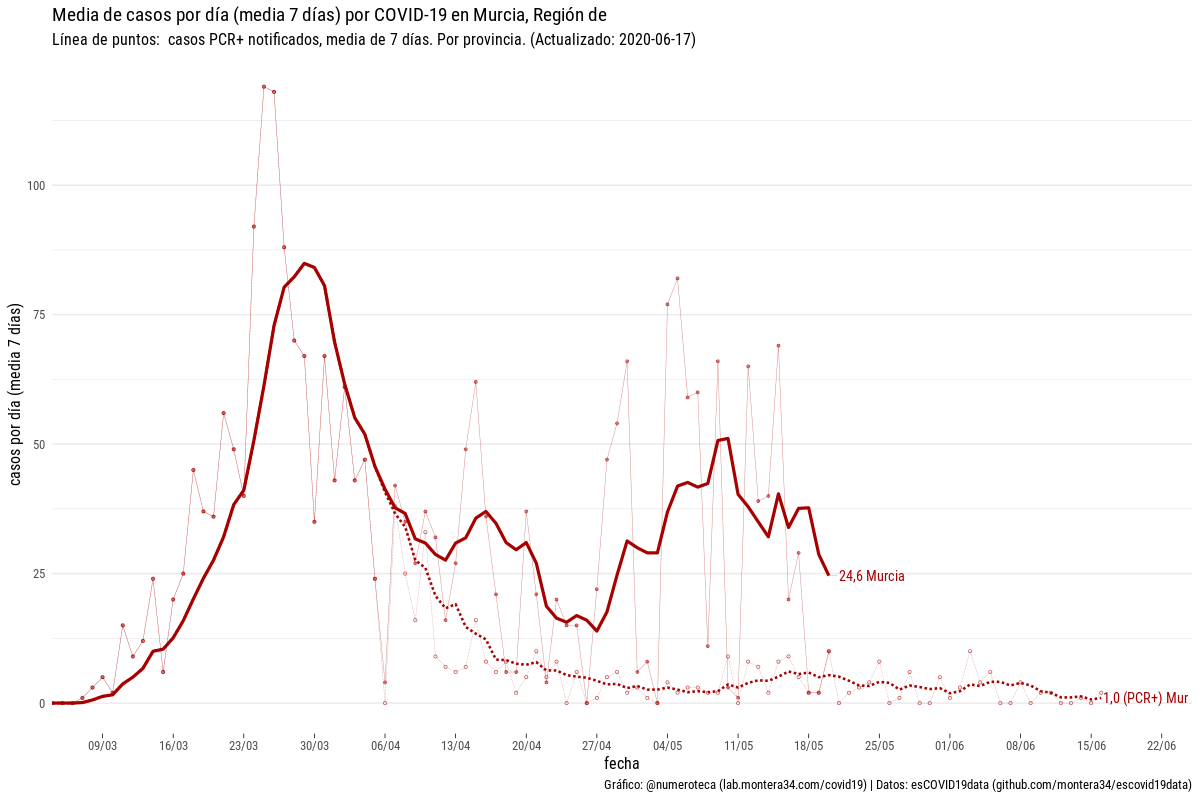 Media de casos por día (media 7 días) por COVID-19 en Murcia, Región de
Línea de puntos:  casos PCR+ notificados, media de 7 días. Por provincia. (Actualizado: 2020-06-17)
casos por día (media 7 días)
100
75
50
25
0
24,6 Murcia
1,0 (PCR+) Mur
09/03 16/03 23/03 30/03 06/04 13/04 20/04 27/04 04/05 11/05 18/05 25/05 01/06 08/06 15/06 22/06
fecha
Gráfico: @numeroteca (lab.montera34.com/covid19) | Datos: esCOVID19data (github.com/montera34/escovid19data)